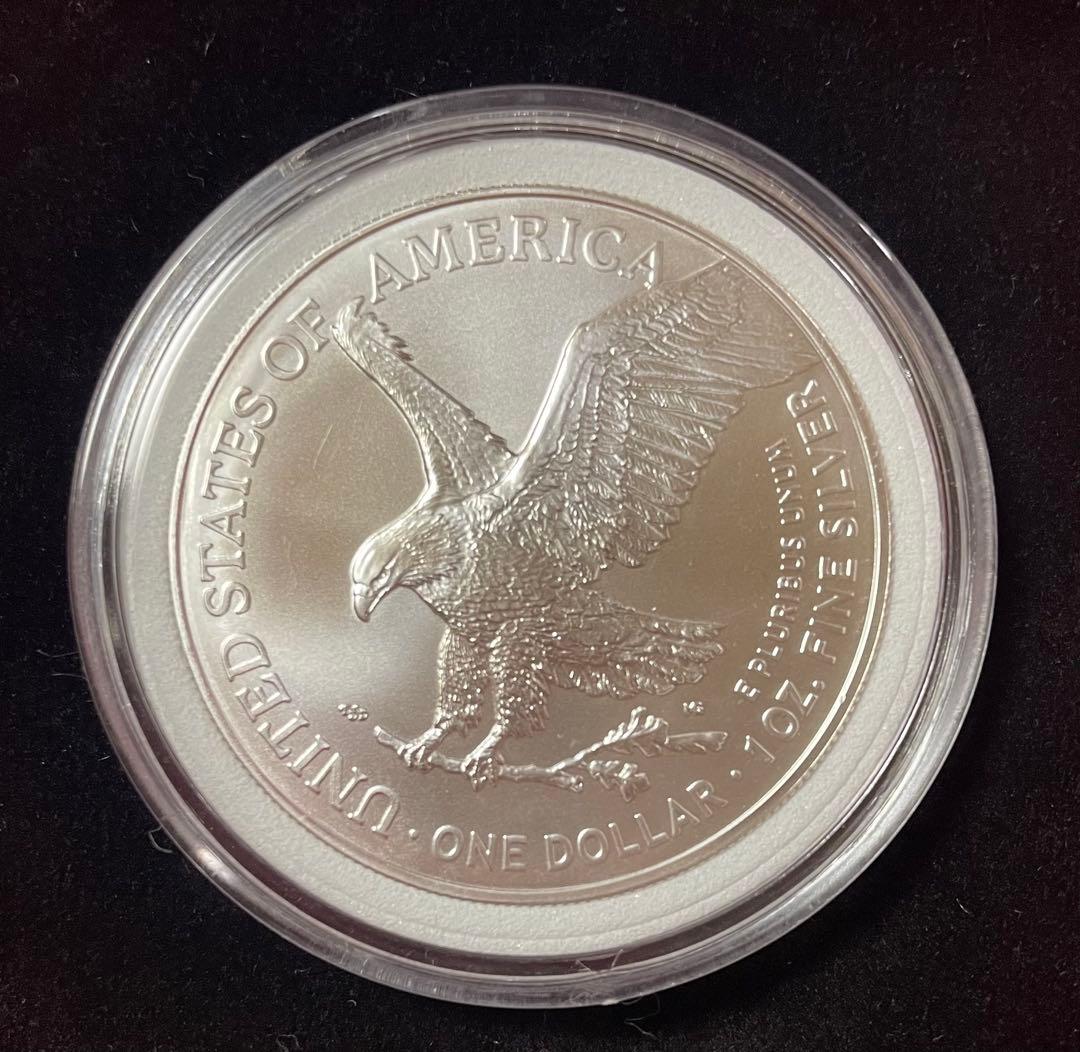 UNITED STATES OF AMERICA
E PLURIBUS UNUM
1 OZ. FINE SILVER
· ONE DOLLAR ·